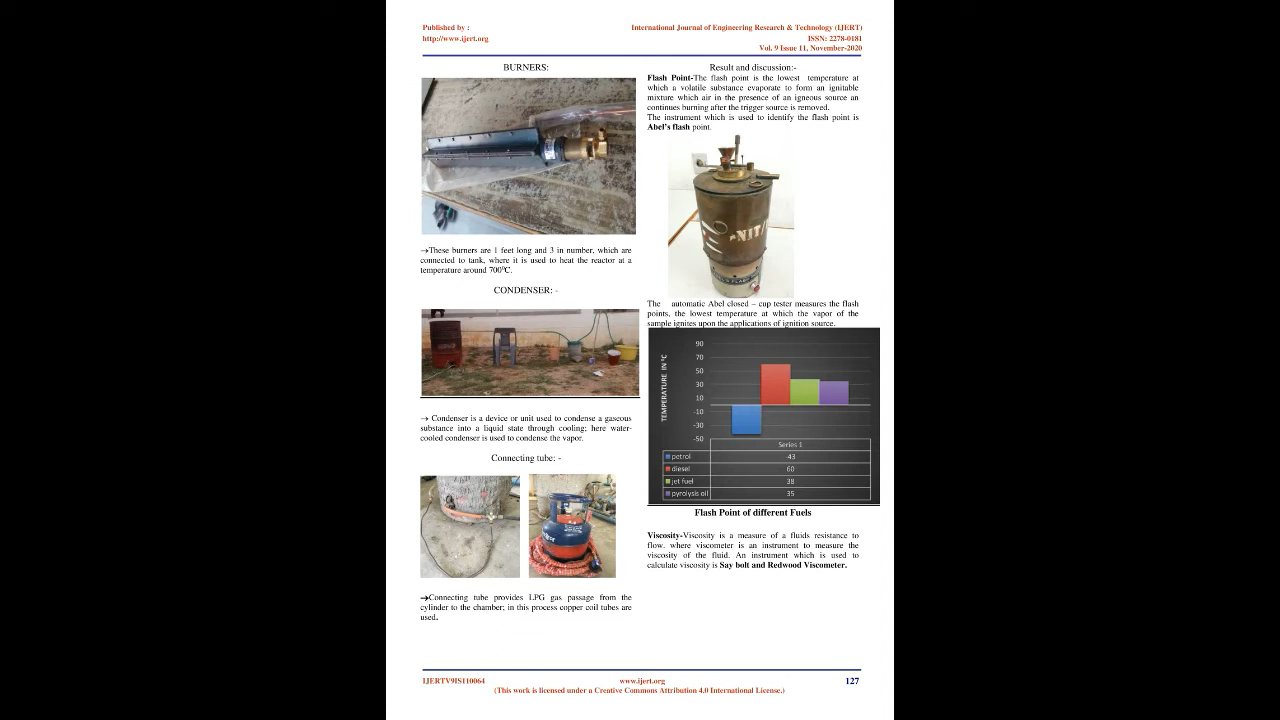 Published by :
http://www.ijert.org
International Journal of Engineering Research & Technology (IJERT)
ISSN: 2278-0181
Vol. 9 Issue 11, November-2020
BURNERS:
→These burners are 1 feet long and 3 in number, which are
connected to tank, where it is used to heat the reactor at a
temperature around 700⁰C.
CONDENSER: -
→ Condenser is a device or unit used to condense a gaseous
substance into a liquid state through cooling; here water-
cooled condenser is used to condense the vapor.
Connecting tube: -
→Connecting tube provides LPG gas passage from the
cylinder to the chamber; in this process copper coil tubes are
used.
Result and discussion:-
Flash Point-The flash point is the lowest temperature at
which a volatile substance evaporate to form an ignitable
mixture which air in the presence of an igneous source an
continues burning after the trigger source is removed.
The instrument which is used to identify the flash point is
Abel's flash point.
The automatic Abel closed – cup tester measures the flash
points, the lowest temperature at which the vapor of the
sample ignites upon the applications of ignition source.
TEMPERATURE IN °C
90
70
50
30
10
-10
-30
-50
Series 1
petrol -43
diesel 60
jet fuel 38
pyrolysis oil 35
Flash Point of different Fuels
Viscosity-Viscosity is a measure of a fluids resistance to
flow. where viscometer is an instrument to measure the
viscosity of the fluid. An instrument which is used to
calculate viscosity is Say bolt and Redwood Viscometer.
IJERTV9IS110064
www.ijert.org
127
(This work is licensed under a Creative Commons Attribution 4.0 International License.)